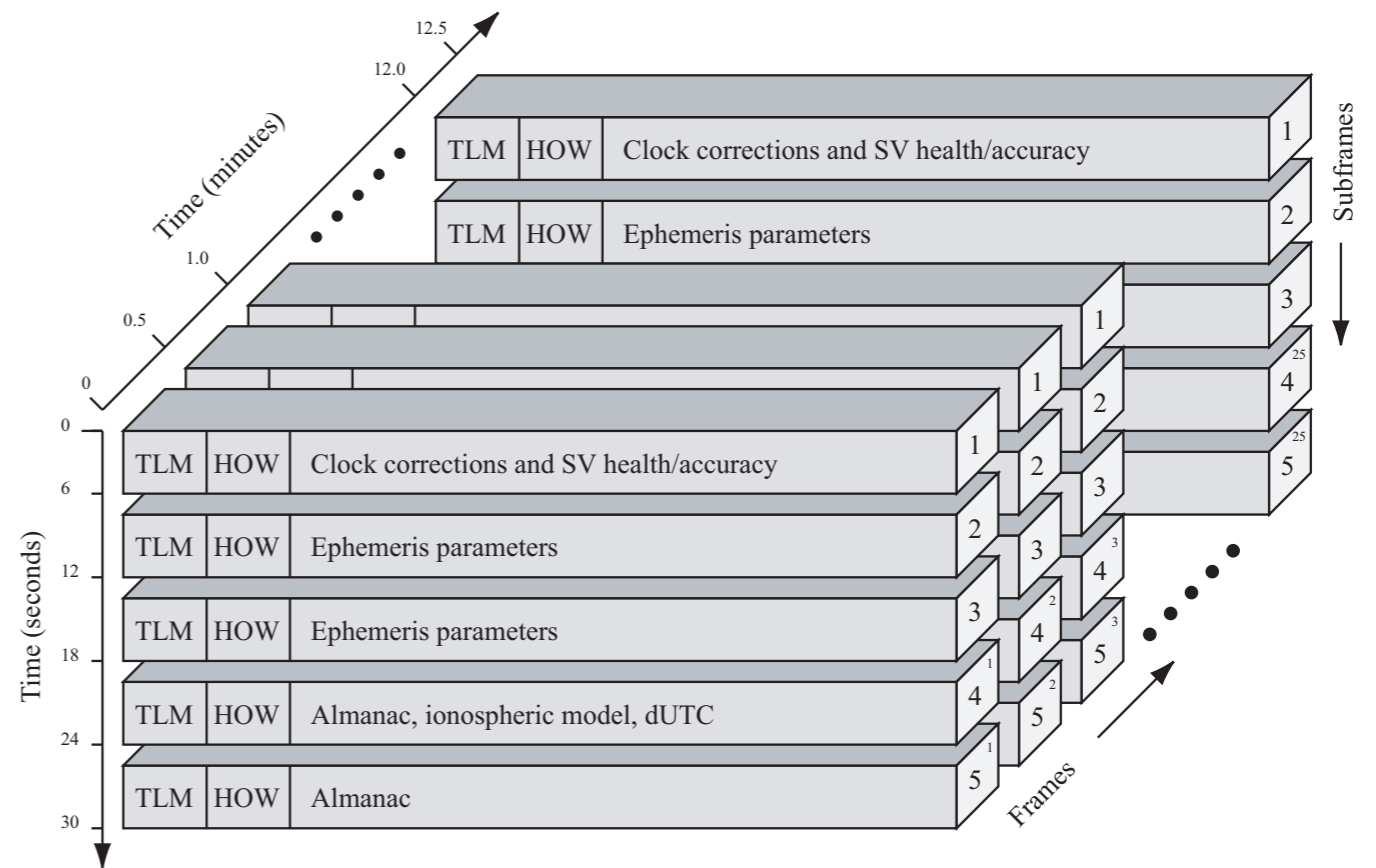 12.5
12.0
Time (minutes)
1.0
0.5
0
TLM HOW Clock corrections and SV health/accuracy 1
TLM HOW Ephemeris parameters 2
3
25
4
25
5
Subframes
1
2
3
3
4
3
5
1
2
3
2
4
2
5
Time (seconds)
0
TLM HOW Clock corrections and SV health/accuracy 1
6
TLM HOW Ephemeris parameters 2
12
TLM HOW Ephemeris parameters 3
18
1
TLM HOW Almanac, ionospheric model, dUTC 4
24
1
TLM HOW Almanac 5
30
Frames